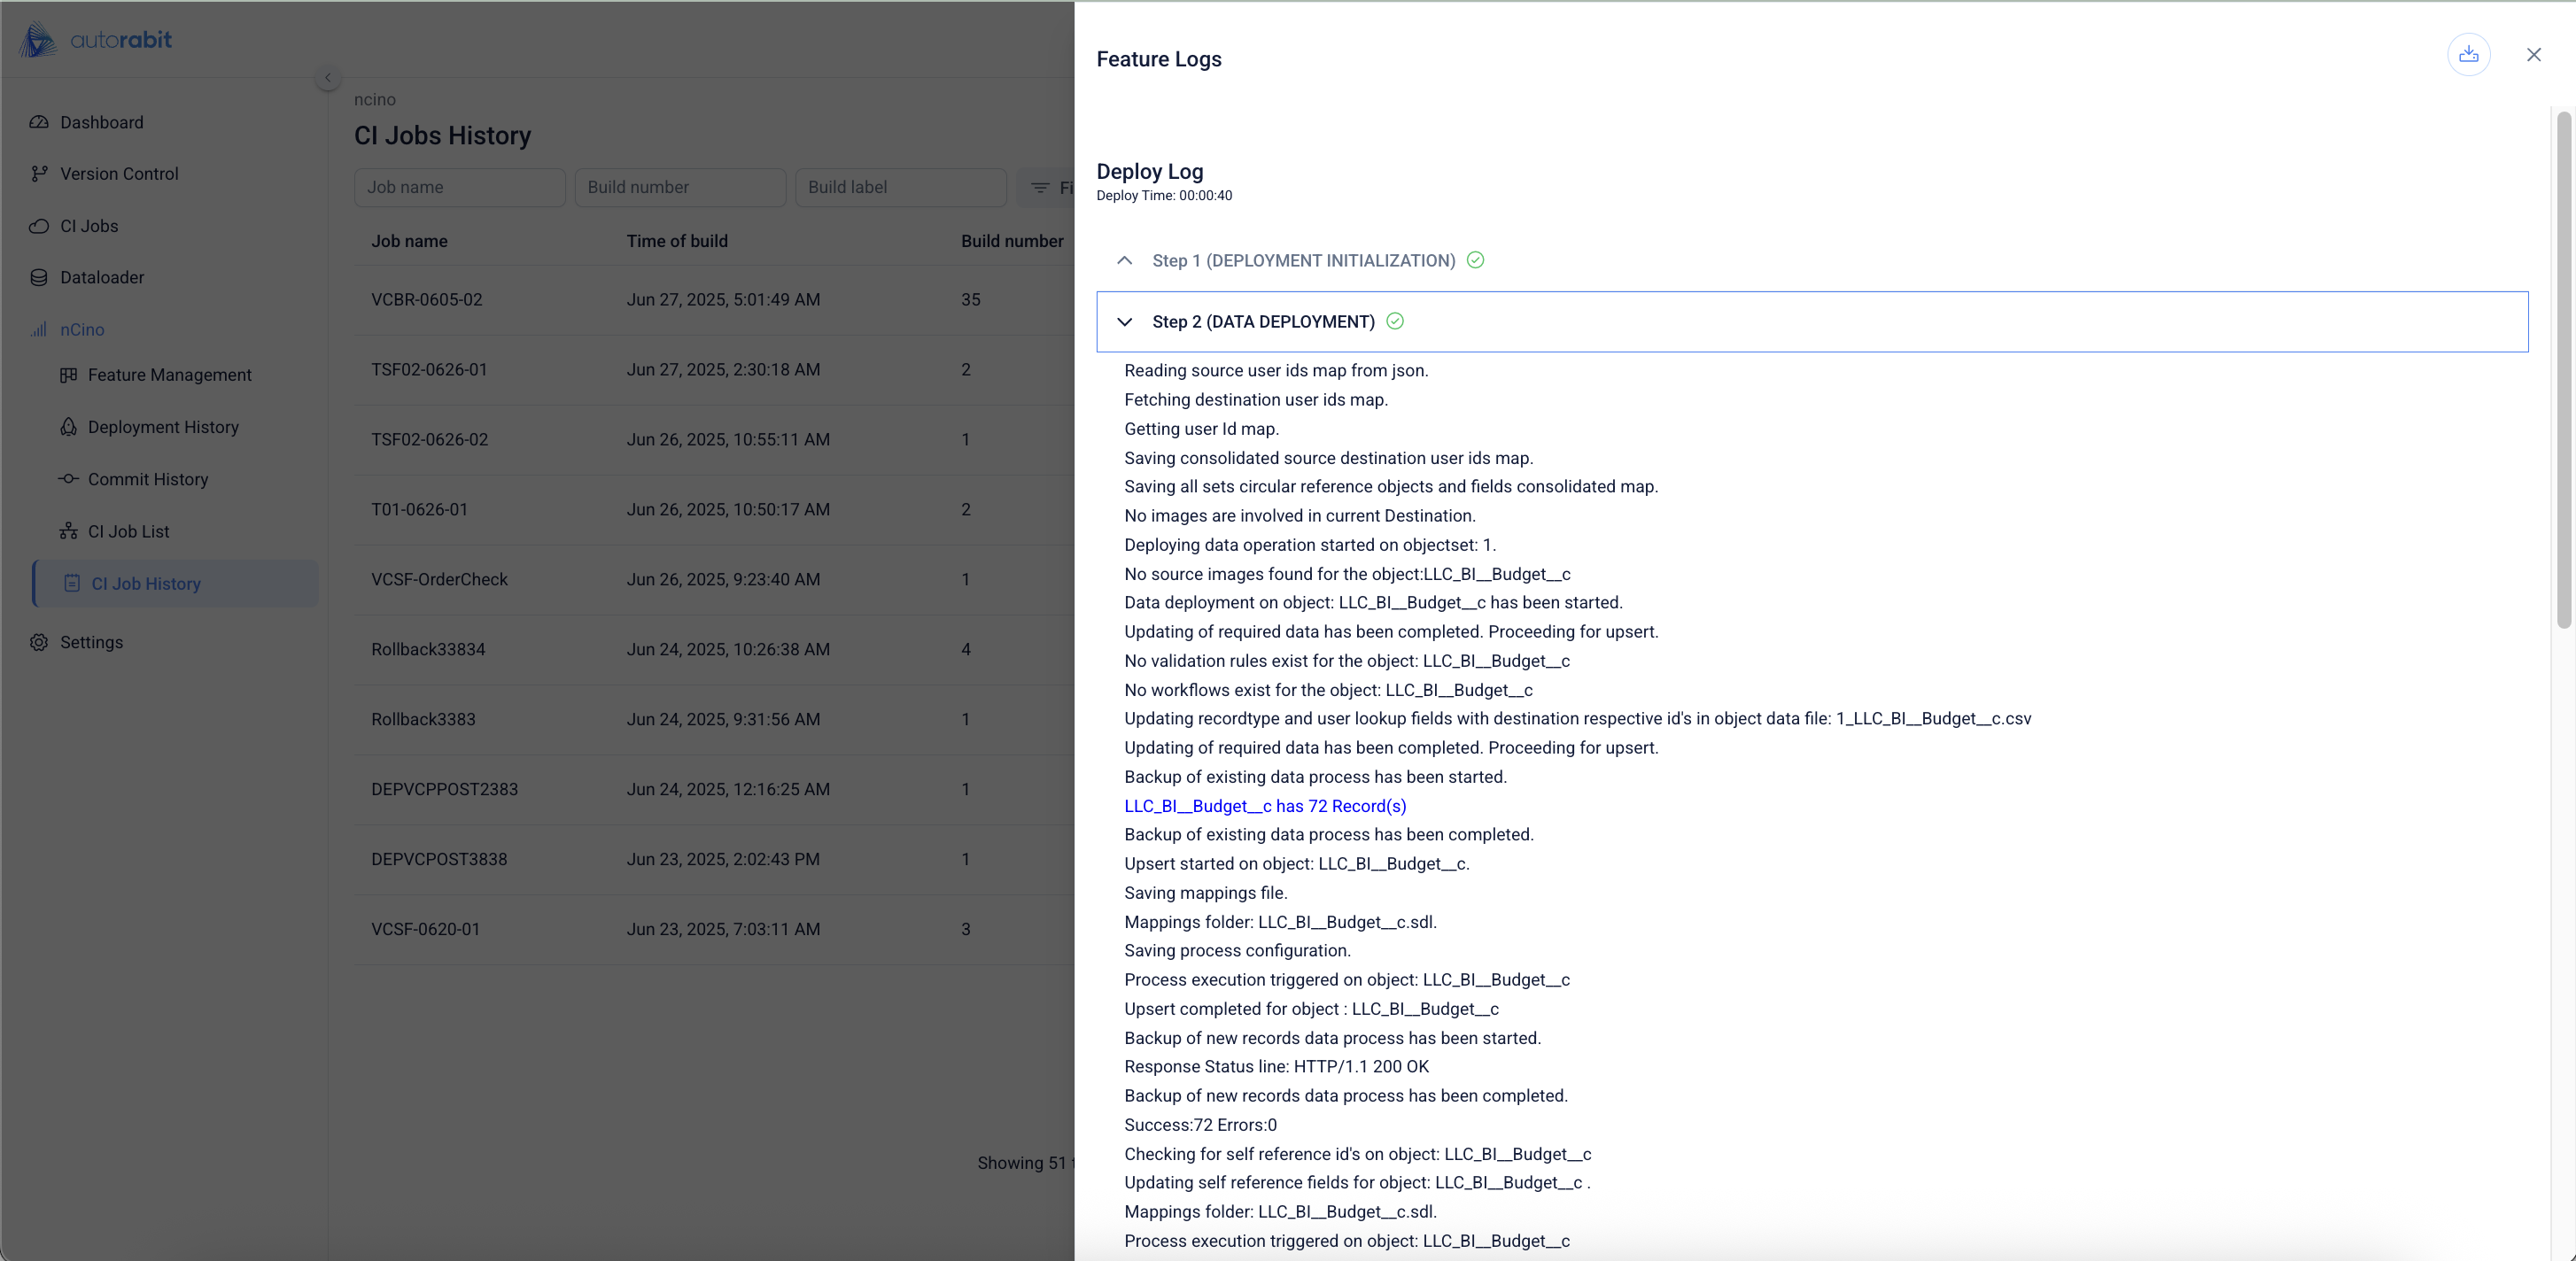 autorabit
Dashboard
Version Control
CI Jobs
Dataloader
nCino
Feature Management
Deployment History
Commit History
CI Job List
CI Job History
Settings
ncino
CI Jobs History
Job name Build number Build label Fi
Job name Time of build Build number
VCBR-0605-02 Jun 27, 2025, 5:01:49 AM 35
TSF02-0626-01 Jun 27, 2025, 2:30:18 AM 2
TSF02-0626-02 Jun 26, 2025, 10:55:11 AM 1
T01-0626-01 Jun 26, 2025, 10:50:17 AM 2
VCSF-OrderCheck Jun 26, 2025, 9:23:40 AM 1
Rollback33834 Jun 24, 2025, 10:26:38 AM 4
Rollback3383 Jun 24, 2025, 9:31:56 AM 1
DEPVCPPOST2383 Jun 24, 2025, 12:16:25 AM 1
DEPVCPOST3838 Jun 23, 2025, 2:02:43 PM 1
VCSF-0620-01 Jun 23, 2025, 7:03:11 AM 3
Showing 51
Feature Logs
Deploy Log
Deploy Time: 00:00:40
Step 1 (DEPLOYMENT INITIALIZATION)
Step 2 (DATA DEPLOYMENT)
Reading source user ids map from json.
Fetching destination user ids map.
Getting user Id map.
Saving consolidated source destination user ids map.
Saving all sets circular reference objects and fields consolidated map.
No images are involved in current Destination.
Deploying data operation started on objectset: 1.
No source images found for the object:LLC_BI__Budget__c
Data deployment on object: LLC_BI__Budget__c has been started.
Updating of required data has been completed. Proceeding for upsert.
No validation rules exist for the object: LLC_BI__Budget__c
No workflows exist for the object: LLC_BI__Budget__c
Updating recordtype and user lookup fields with destination respective id's in object data file: 1_LLC_BI__Budget__c.csv
Updating of required data has been completed. Proceeding for upsert.
Backup of existing data process has been started.
LLC_BI__Budget__c has 72 Record(s)
Backup of existing data process has been completed.
Upsert started on object: LLC_BI__Budget__c.
Saving mappings file.
Mappings folder: LLC_BI__Budget__c.sdl.
Saving process configuration.
Process execution triggered on object: LLC_BI__Budget__c
Upsert completed for object : LLC_BI__Budget__c
Backup of new records data process has been started.
Response Status line: HTTP/1.1 200 OK
Backup of new records data process has been completed.
Success:72 Errors:0
Checking for self reference id's on object: LLC_BI__Budget__c
Updating self reference fields for object: LLC_BI__Budget__c .
Mappings folder: LLC_BI__Budget__c.sdl.
Process execution triggered on object: LLC_BI__Budget__c